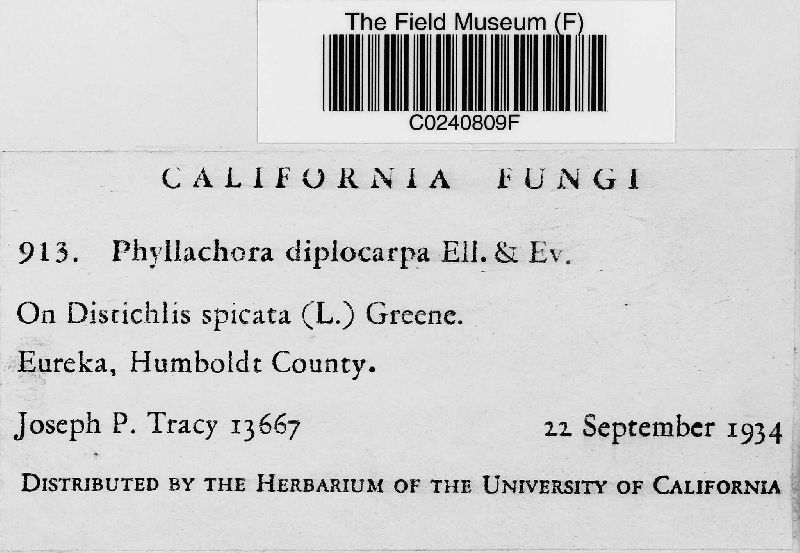 The Field Museum (F)
C0240809F
CALIFORNIA FUNGI
913. Phyllachora diplocarpa Ell. & Ev.
On Distichlis spicata (L.) Greene.
Eureka, Humboldt County.
Joseph P. Tracy 13667 22 September 1934
DISTRIBUTED BY THE HERBARIUM OF THE UNIVERSITY OF CALIFORNIA